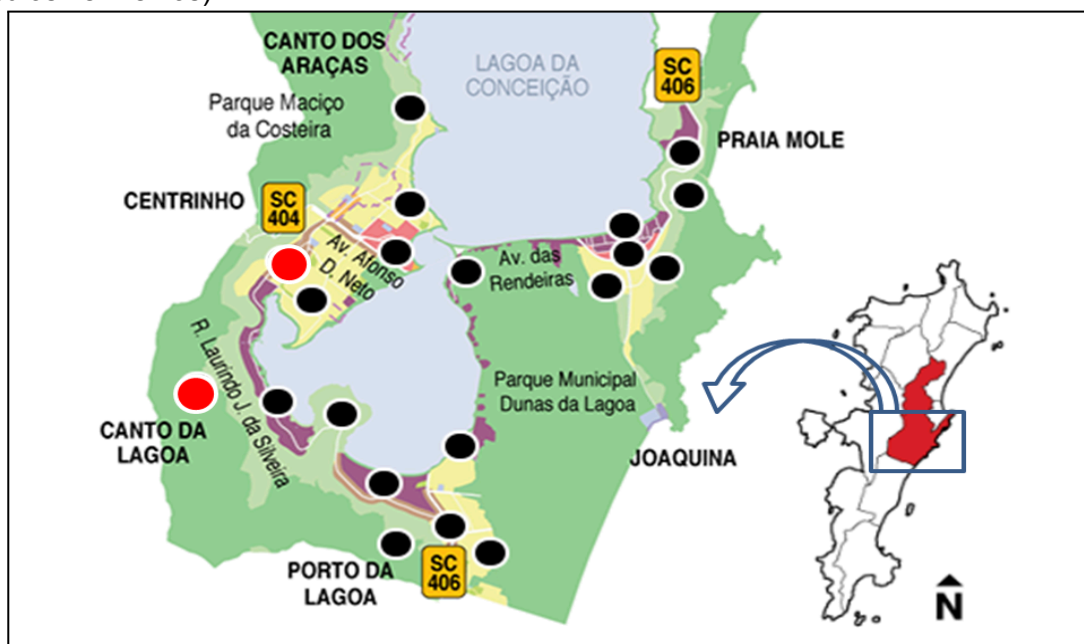 CANTO DOS
ARAÇAS
Parque Maciço
da Costeira
LAGOA DA
CONCEIÇÃO
SC
406
PRAIA MOLE
CENTRINHO
SC
404
Av. Afonso
D. Neto
Av. das
Rendeiras
R. Laurindo J. da Silveira
Parque Municipal
Dunas da Lagoa
CANTO DA
LAGOA
JOAQUINA
PORTO DA
LAGOA
SC
406
N